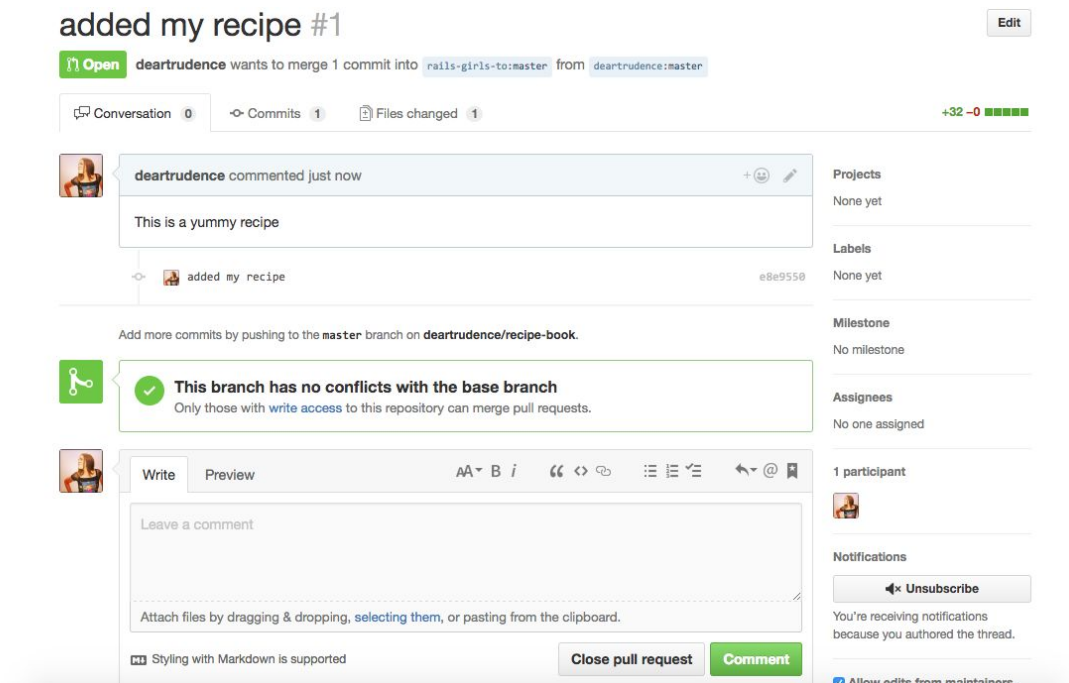 added my recipe #1
Edit
Open deartrudence wants to merge 1 commit into rails-girls-to:master from deartrudence:master
Conversation 0 Commits 1 Files changed 1 +32 −0
deartrudence commented just now
This is a yummy recipe
added my recipe e8e9550
Add more commits by pushing to the master branch on deartrudence/recipe-book.
This branch has no conflicts with the base branch
Only those with write access to this repository can merge pull requests.
Write Preview AA B i
Leave a comment
Attach files by dragging & dropping, selecting them, or pasting from the clipboard.
Styling with Markdown is supported
Close pull request Comment
Projects
None yet
Labels
None yet
Milestone
No milestone
Assignees
No one assigned
1 participant
Notifications
Unsubscribe
You're receiving notifications
because you authored the thread.
Allow edits from maintainers